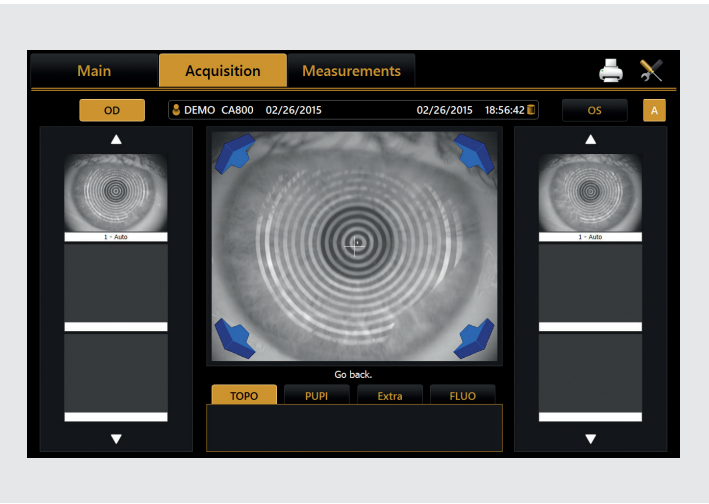 Main Acquisition Measurements
OD DEMO CA800 02/26/2015 02/26/2015 18:56:42 OS A
1 - Auto
1 - Auto
Go back.
TOPO PUPI Extra FLUO